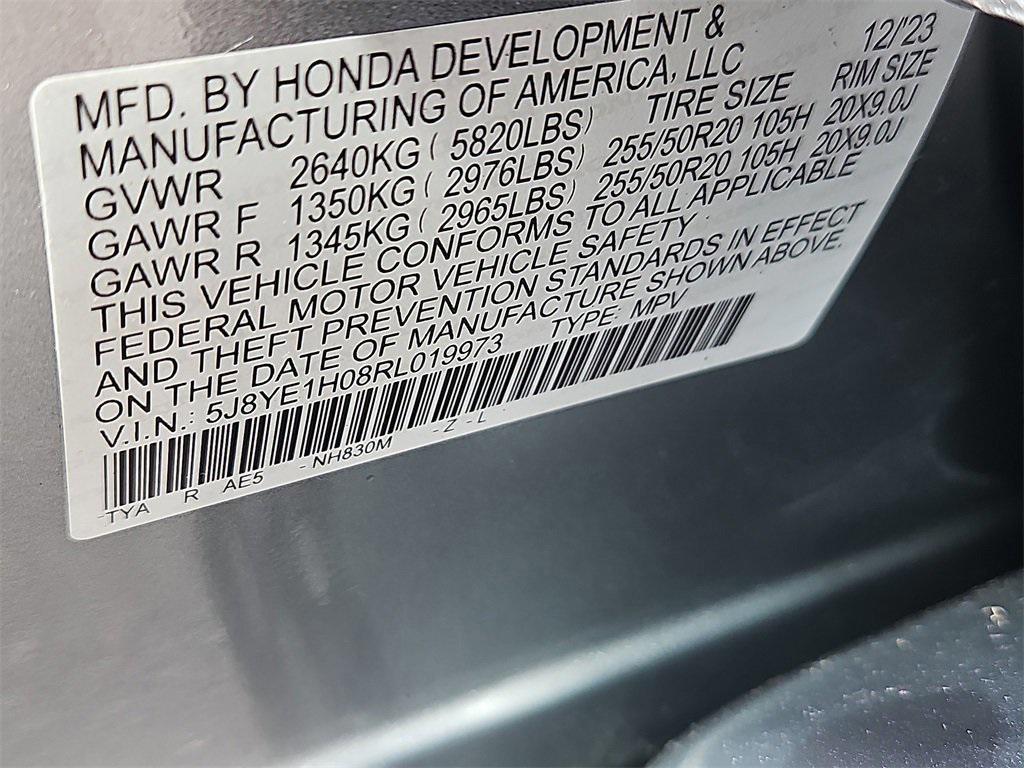 MFD. BY HONDA DEVELOPMENT &
MANUFACTURING OF AMERICA, LLC 12/'23
GVWR 2640KG ( 5820LBS) TIRE SIZE RIM SIZE
GAWR F 1350KG ( 2976LBS) 255/50R20 105H 20X9.0J
GAWR R 1345KG ( 2965LBS) 255/50R20 105H 20X9.0J
THIS VEHICLE CONFORMS TO ALL APPLICABLE
FEDERAL MOTOR VEHICLE SAFETY
AND THEFT PREVENTION STANDARDS IN EFFECT
ON THE DATE OF MANUFACTURE SHOWN ABOVE.
V.I.N.: 5J8YE1H08RL019973 TYPE: MPV
-TYA R AE5 -NH830M -Z -L